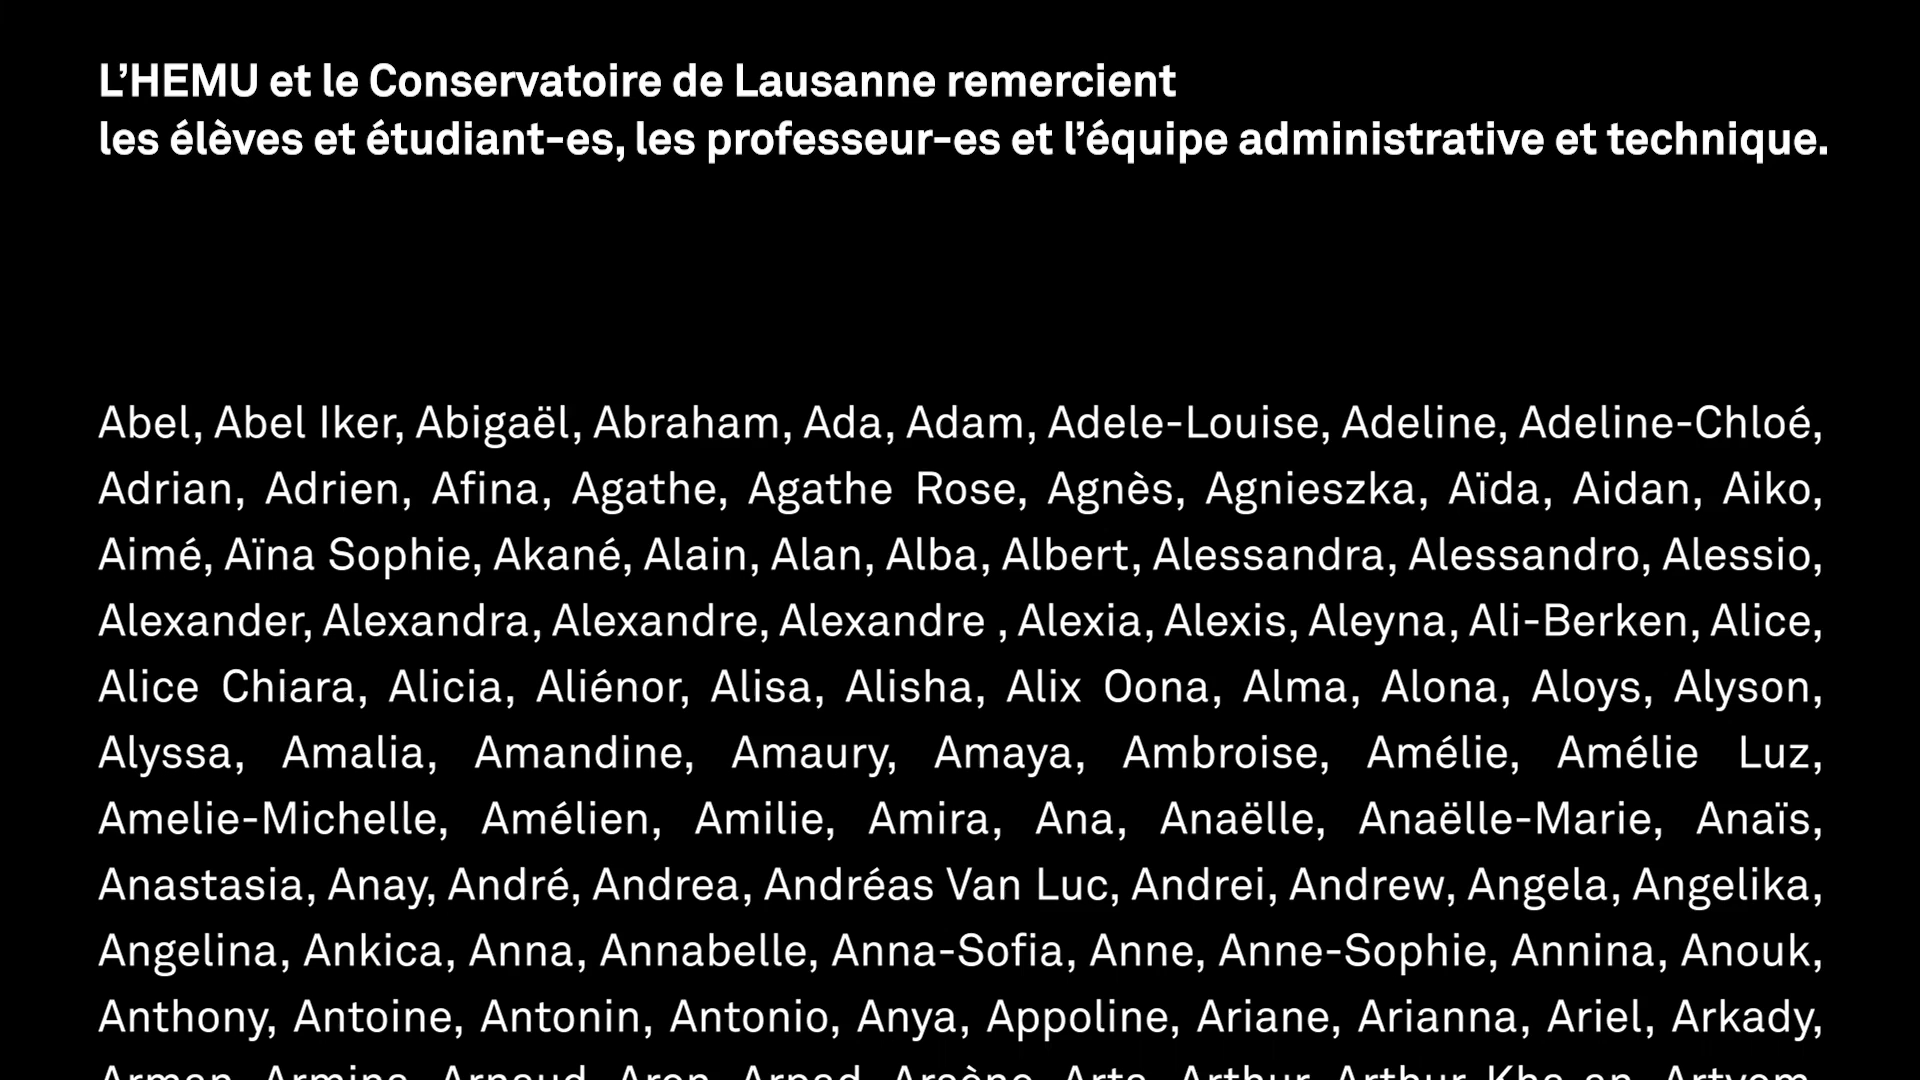 L’HEMU et le Conservatoire de Lausanne remercient
les élèves et étudiant-es, les professeur-es et l’équipe administrative et technique.
Abel, Abel Iker, Abigaël, Abraham, Ada, Adam, Adele-Louise, Adeline, Adeline-Chloé,
Adrian, Adrien, Afina, Agathe, Agathe Rose, Agnès, Agnieszka, Aïda, Aidan, Aiko,
Aimé, Aïna Sophie, Akané, Alain, Alan, Alba, Albert, Alessandra, Alessandro, Alessio,
Alexander, Alexandra, Alexandre, Alexandre , Alexia, Alexis, Aleyna, Ali-Berken, Alice,
Alice Chiara, Alicia, Aliénor, Alisa, Alisha, Alix Oona, Alma, Alona, Aloys, Alyson,
Alyssa, Amalia, Amandine, Amaury, Amaya, Ambroise, Amélie, Amélie Luz,
Amelie-Michelle, Amélien, Amilie, Amira, Ana, Anaëlle, Anaëlle-Marie, Anaïs,
Anastasia, Anay, André, Andrea, Andréas Van Luc, Andrei, Andrew, Angela, Angelika,
Angelina, Ankica, Anna, Annabelle, Anna-Sofia, Anne, Anne-Sophie, Annina, Anouk,
Anthony, Antoine, Antonin, Antonio, Anya, Appoline, Ariane, Arianna, Ariel, Arkady,
Arnaud, Arsène, Arthur, Arthur